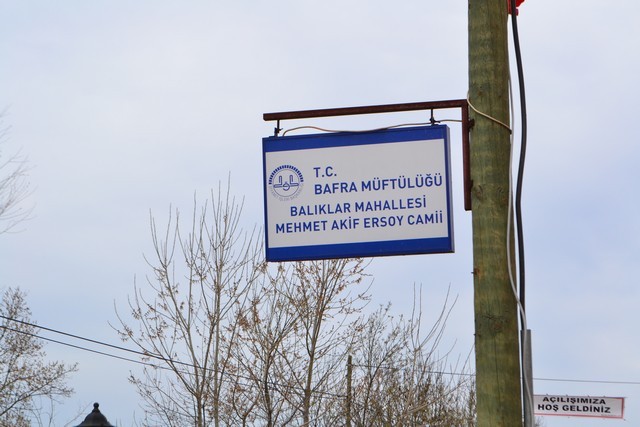 T.C.
BAFRA MÜFTÜLÜĞÜ
BALIKLAR MAHALLESİ
MEHMET AKİF ERSOY CAMİİ
AÇILIŞIMIZA
HOŞ GELDİNİZ